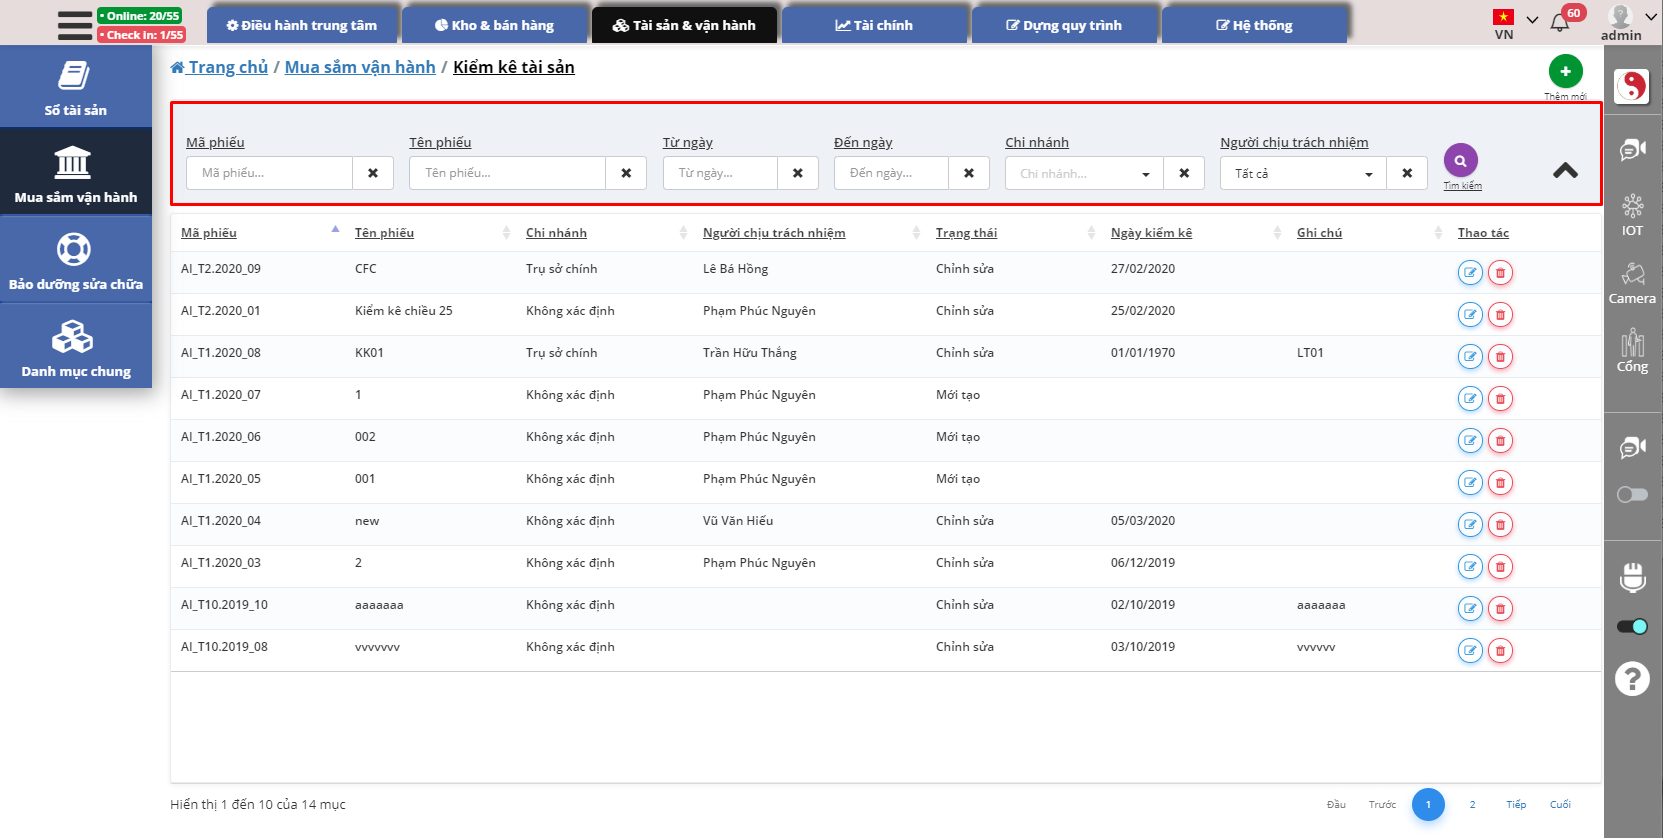 • Online: 20/55
• Check In: 1/55
Điều hành trung tâm
Kho & bán hàng
Tài sản & vận hành
Tài chính
Dựng quy trình
Hệ thống
VN
60
admin
Sổ tài sản
Mua sắm vận hành
Bảo dưỡng sửa chữa
Danh mục chung
Trang chủ / Mua sắm vận hành / Kiểm kê tài sản
Thêm mới
Mã phiếu Tên phiếu Từ ngày Đến ngày Chi nhánh Người chịu trách nhiệm
Mã phiếu... Tên phiếu... Từ ngày... Đến ngày... Chi nhánh... Tất cả
Tìm kiếm
Mã phiếu Tên phiếu Chi nhánh Người chịu trách nhiệm Trạng thái Ngày kiểm kê Ghi chú Thao tác
AI_T2.2020_09 CFC Trụ sở chính Lê Bá Hồng Chỉnh sửa 27/02/2020
AI_T2.2020_01 Kiểm kê chiều 25 Không xác định Phạm Phúc Nguyên Chỉnh sửa 25/02/2020
AI_T1.2020_08 KK01 Trụ sở chính Trần Hữu Thắng Chỉnh sửa 01/01/1970 LT01
AI_T1.2020_07 1 Không xác định Phạm Phúc Nguyên Mới tạo
AI_T1.2020_06 002 Không xác định Phạm Phúc Nguyên Mới tạo
AI_T1.2020_05 001 Không xác định Phạm Phúc Nguyên Mới tạo
AI_T1.2020_04 new Không xác định Vũ Văn Hiếu Chỉnh sửa 05/03/2020
AI_T1.2020_03 2 Không xác định Phạm Phúc Nguyên Chỉnh sửa 06/12/2019
AI_T10.2019_10 aaaaaaa Không xác định Chỉnh sửa 02/10/2019 aaaaaaa
AI_T10.2019_08 vvvvvvv Không xác định Chỉnh sửa 03/10/2019 vvvvvv
Hiển thị 1 đến 10 của 14 mục
Đầu Trước 1 2 Tiếp Cuối
IOT
Camera
Cổng